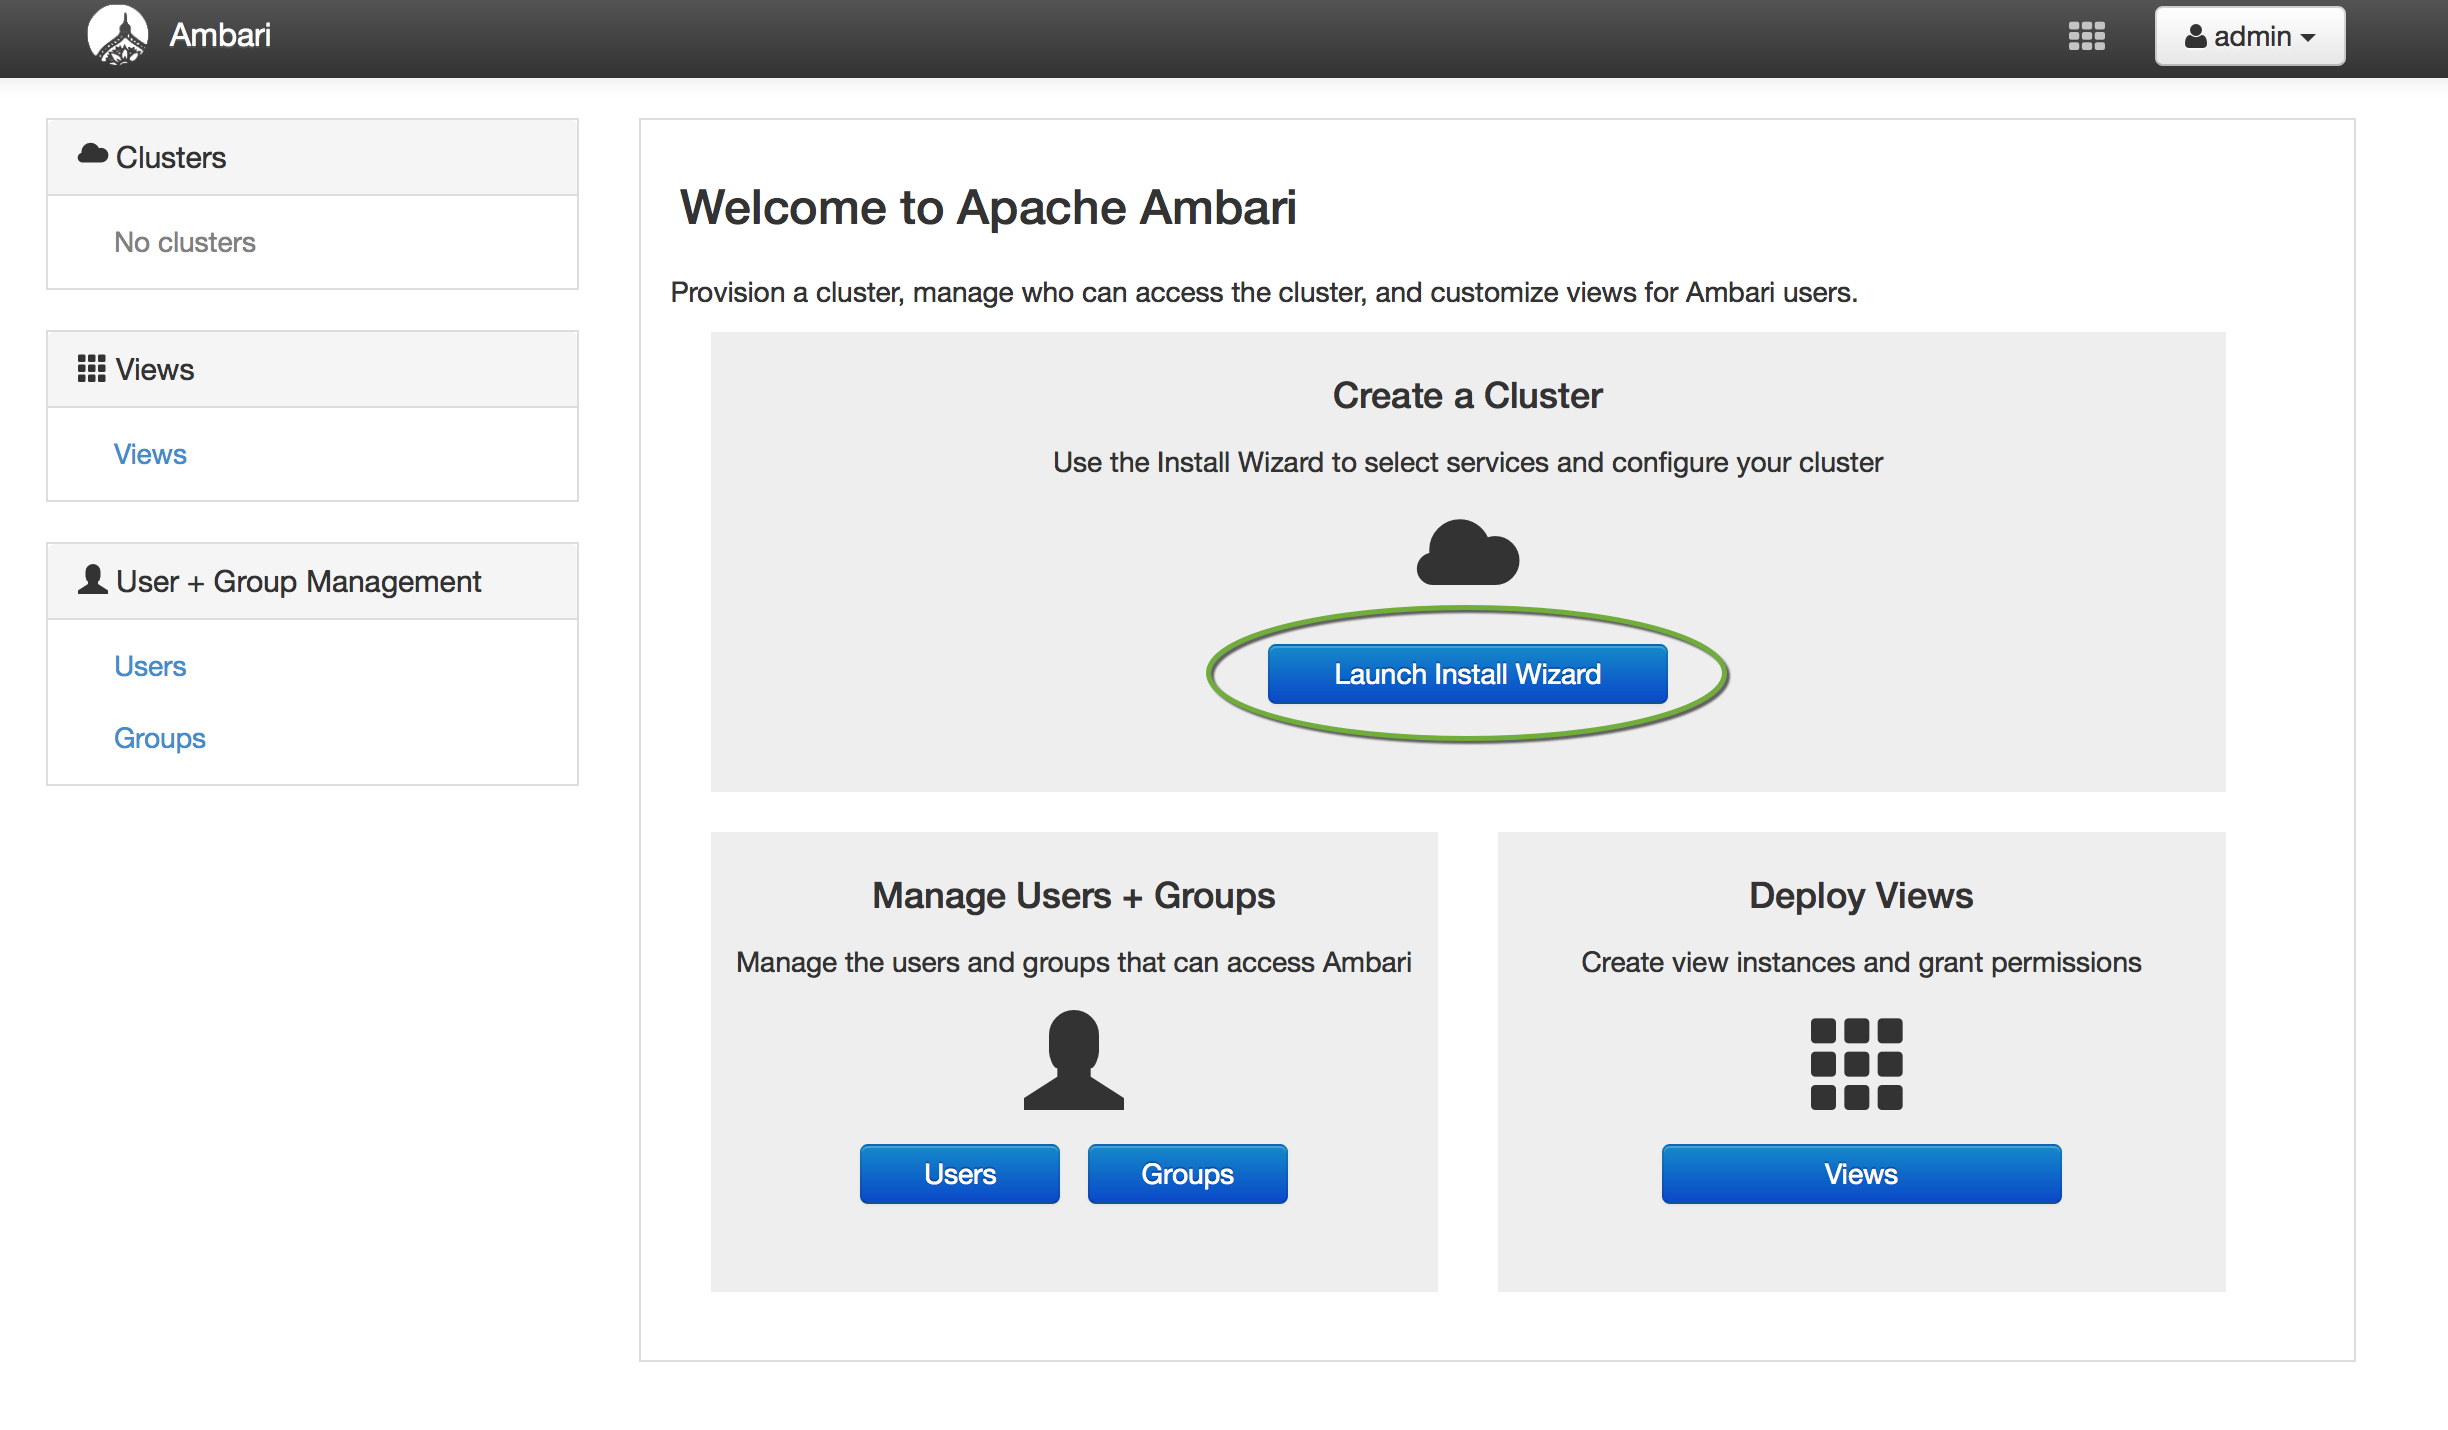 Ambari
admin
Clusters
No clusters
Views
Views
User + Group Management
Users
Groups
Welcome to Apache Ambari
Provision a cluster, manage who can access the cluster, and customize views for Ambari users.
Create a Cluster
Use the Install Wizard to select services and configure your cluster
Launch Install Wizard
Manage Users + Groups
Manage the users and groups that can access Ambari
Users
Groups
Deploy Views
Create view instances and grant permissions
Views